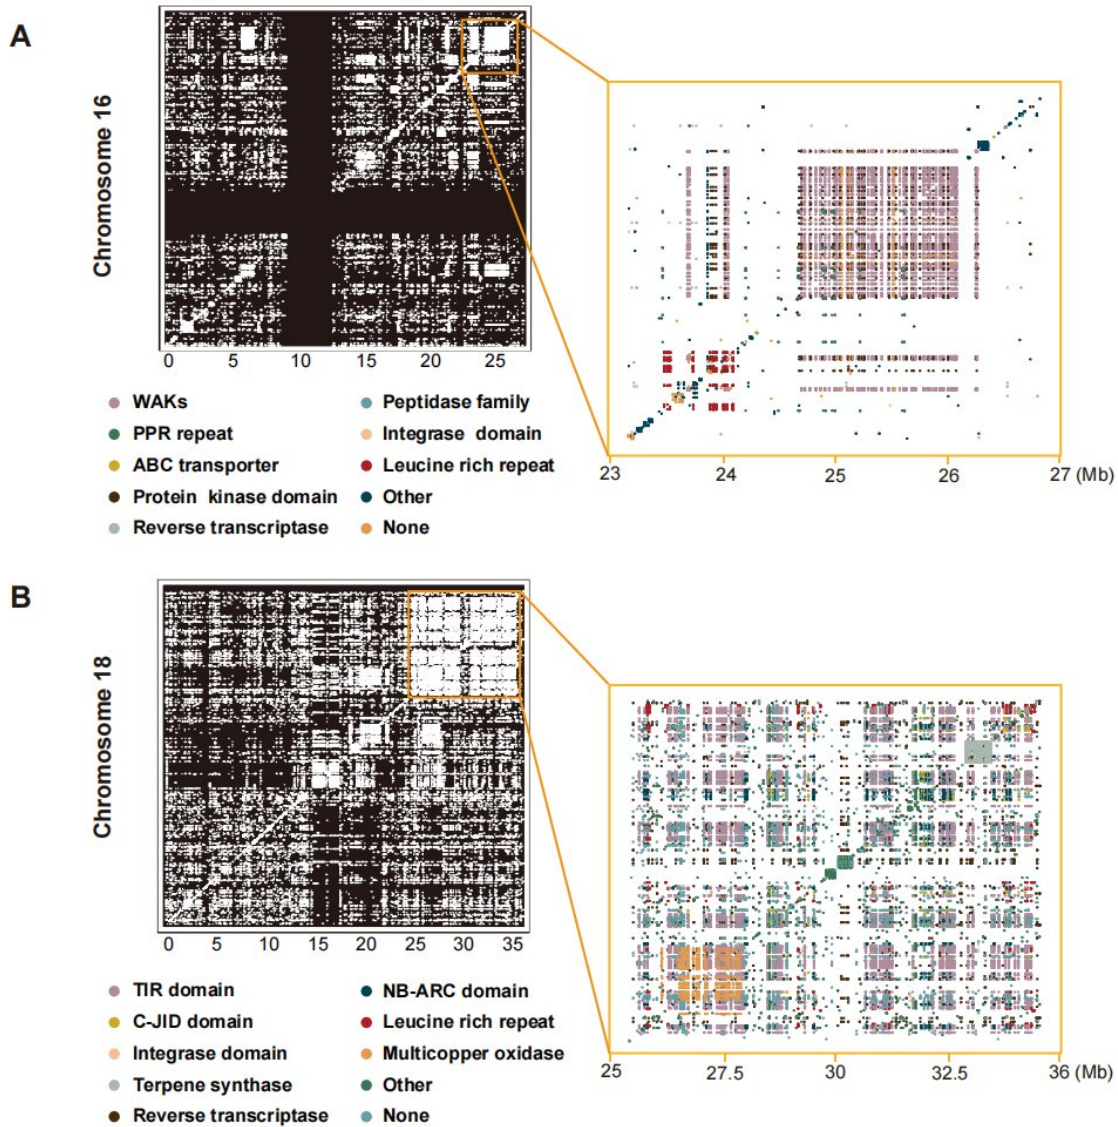 A
Chromosome 16
0 5 10 15 20 25
23 24 25 26 27 (Mb)
WAKs
PPR repeat
ABC transporter
Protein kinase domain
Reverse transcriptase
Peptidase family
Integrase domain
Leucine rich repeat
Other
None
B
Chromosome 18
0 5 10 15 20 25 30 35
25 27.5 30 32.5 36 (Mb)
TIR domain
C-JID domain
Integrase domain
Terpene synthase
Reverse transcriptase
NB-ARC domain
Leucine rich repeat
Multicopper oxidase
Other
None